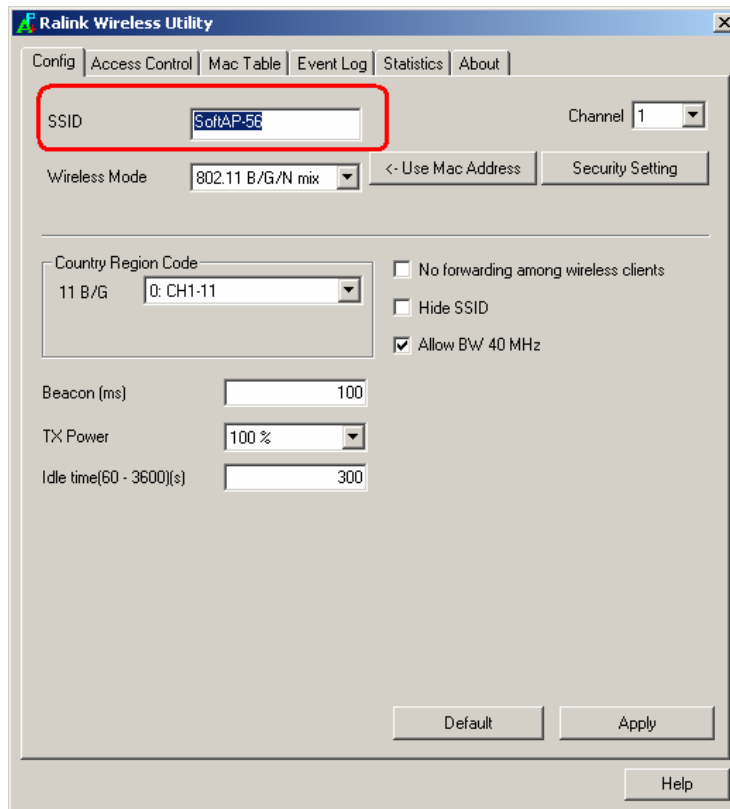 Ralink Wireless Utility
Config Access Control Mac Table Event Log Statistics About
SSID SoftAP-56 Channel 1
Wireless Mode 802.11 B/G/N mix <- Use Mac Address Security Setting
Country Region Code
11 B/G 0: CH1-11
No forwarding among wireless clients
Hide SSID
Allow BW 40 MHz
Beacon (ms) 100
TX Power 100 %
Idle time(60 - 3600)(s) 300
Default Apply
Help